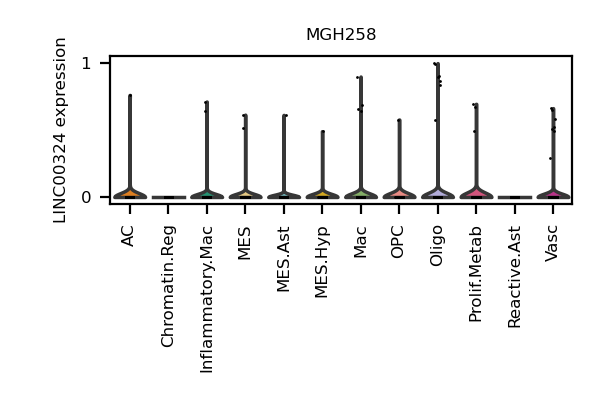 MGH258
LINC00324 expression
1
0
AC
Chromatin.Reg
Inflammatory.Mac
MES
MES.Ast
MES.Hyp
Mac
OPC
Oligo
Prolif.Metab
Reactive.Ast
Vasc